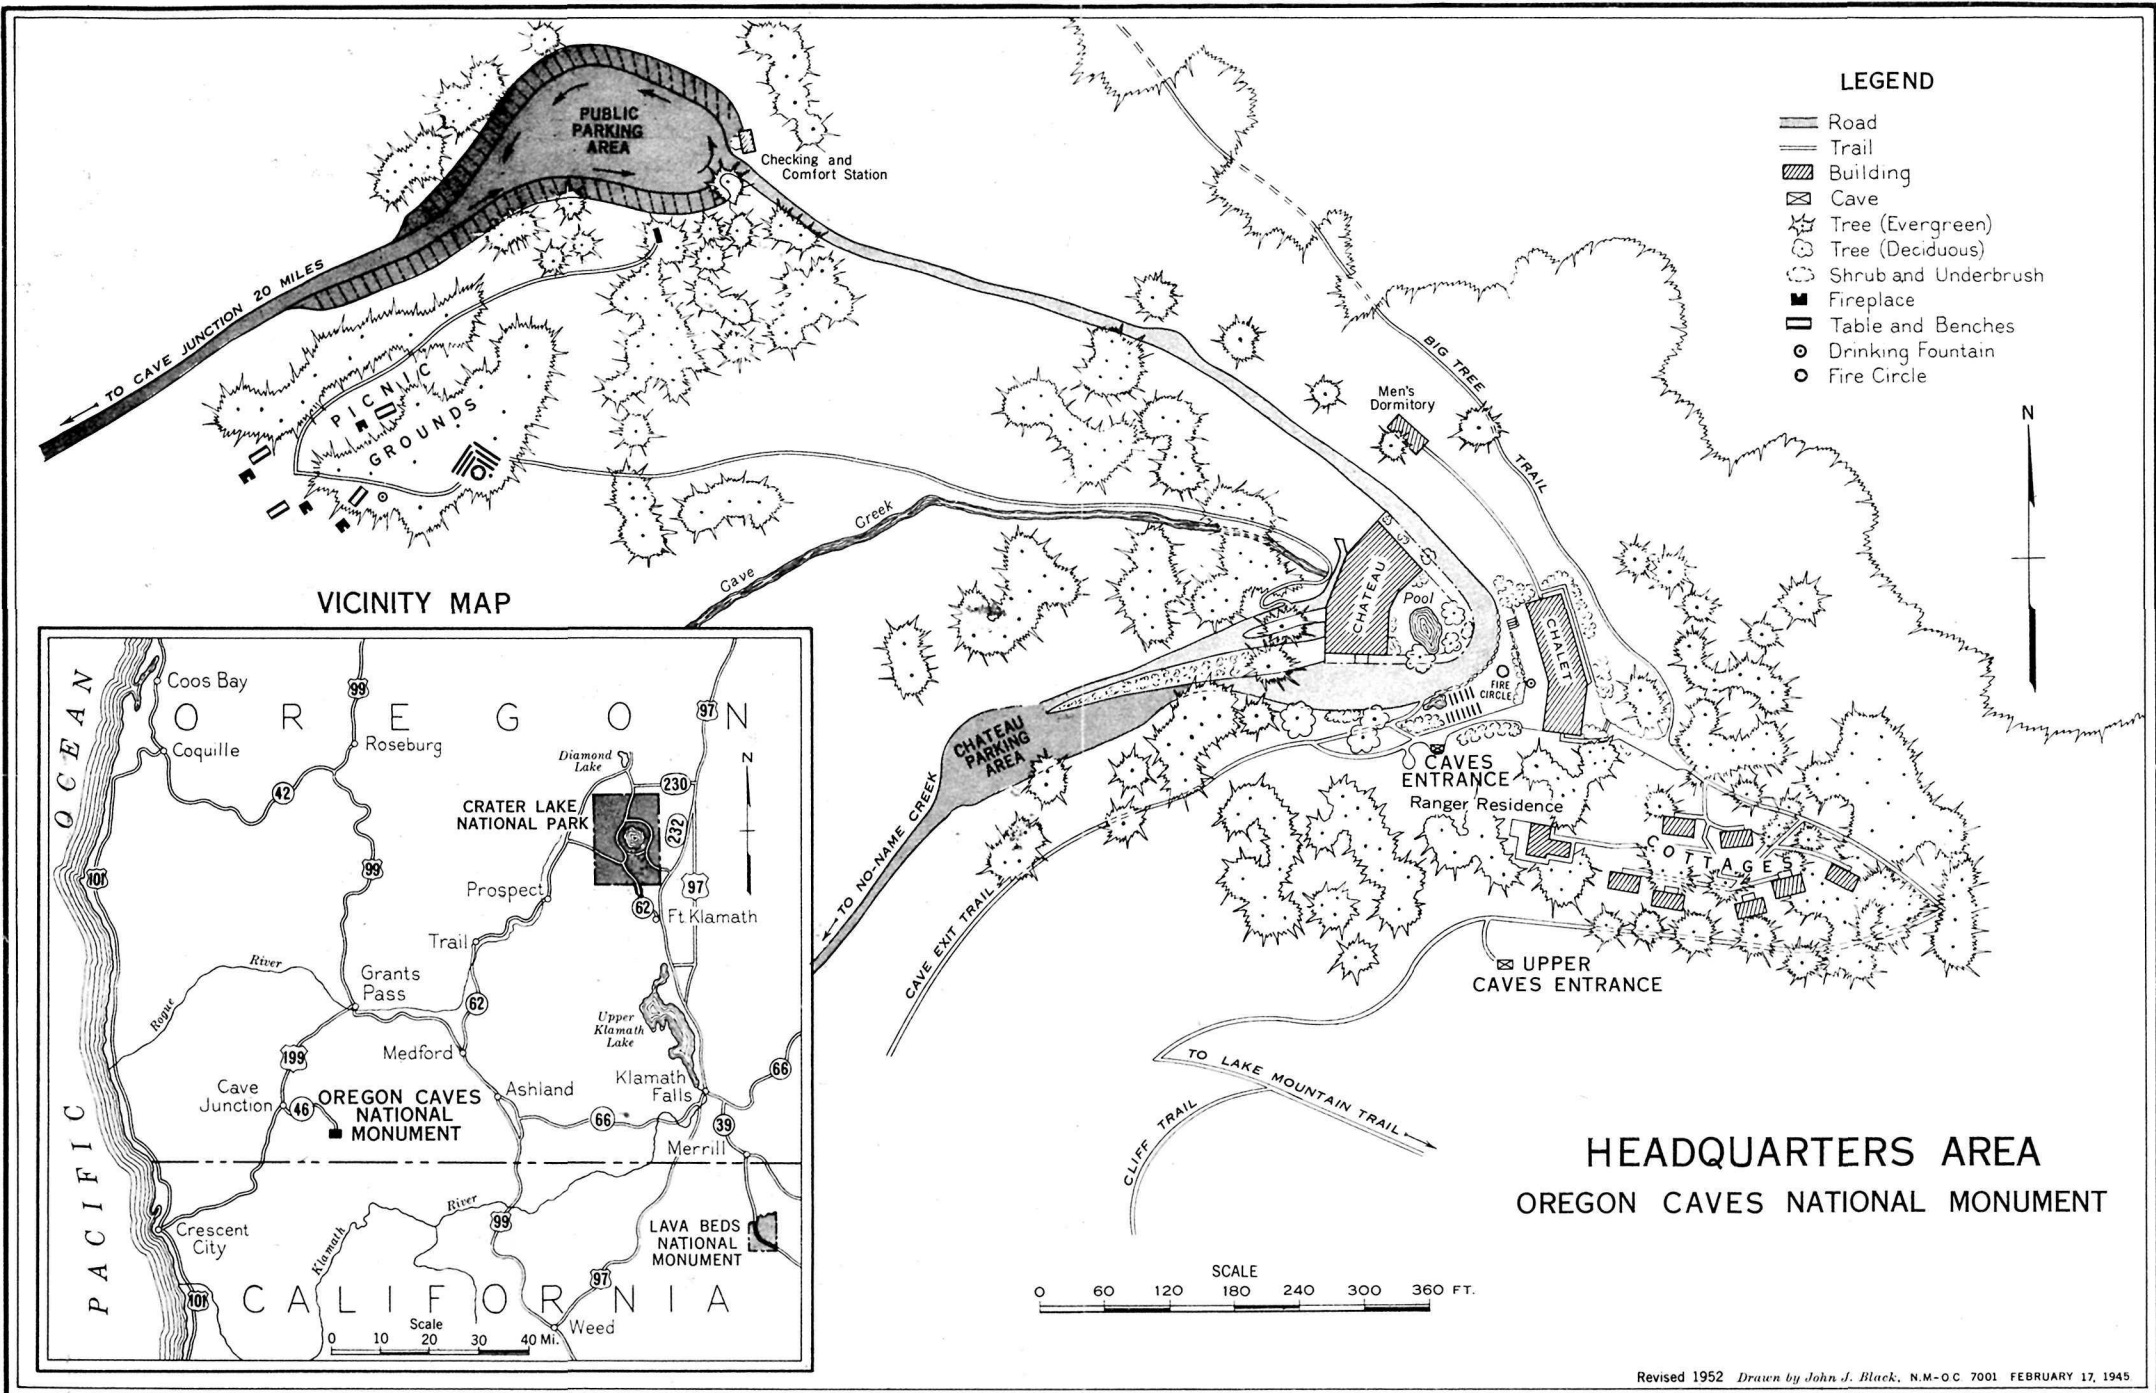 PUBLIC
PARKING
AREA
Checking and
Comfort Station
TO CAVE JUNCTION 20 MILES
PICNIC
GROUNDS
Cave Creek
BIG TREE TRAIL
Men's
Dormitory
CHATEAU
Pool
CHALET
FIRE
CIRCLE
CHATEAU
PARKING
AREA
TO NO-NAME CREEK
CAVE EXIT TRAIL
CAVES
ENTRANCE
Ranger Residence
COTTAGES
UPPER
CAVES ENTRANCE
TO LAKE MOUNTAIN TRAIL
CLIFF TRAIL
LEGEND
Road
Trail
Building
Cave
Tree (Evergreen)
Tree (Deciduous)
Shrub and Underbrush
Fireplace
Table and Benches
Drinking Fountain
Fire Circle
N
VICINITY MAP
PACIFIC OCEAN
OREGON
Coos Bay
99
97
Coquille
Roseburg
Diamond
Lake
N
230
42
CRATER LAKE
NATIONAL PARK
232
99
101
Prospect
97
62
Ft Klamath
Trail
Rogue River
Grants
Pass
62
Upper
Klamath
Lake
199
Medford
Cave
Junction
46
OREGON CAVES
NATIONAL
MONUMENT
Ashland
Klamath
Falls
66
66
39
Merrill
Crescent
City
Klamath River
99
LAVA BEDS
NATIONAL
MONUMENT
97
101
CALIFORNIA
Weed
Scale
0 10 20 30 40 Mi.
HEADQUARTERS AREA
OREGON CAVES NATIONAL MONUMENT
SCALE
0 60 120 180 240 300 360 FT.
Revised 1952 Drawn by John J. Black, N.M-O.C 7001 FEBRUARY 17, 1945